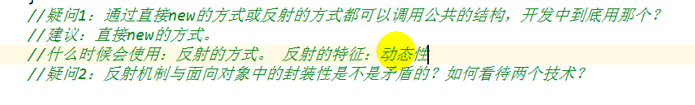 //疑问1：通过直接new的方式或反射的方式都可以调用公共的结构，开发中到底用那个？
//建议：直接new的方式。
//什么时候会使用：反射的方式。 反射的特征：动态性
//疑问2：反射机制与面向对象中的封装性是不是矛盾的？如何看待两个技术？